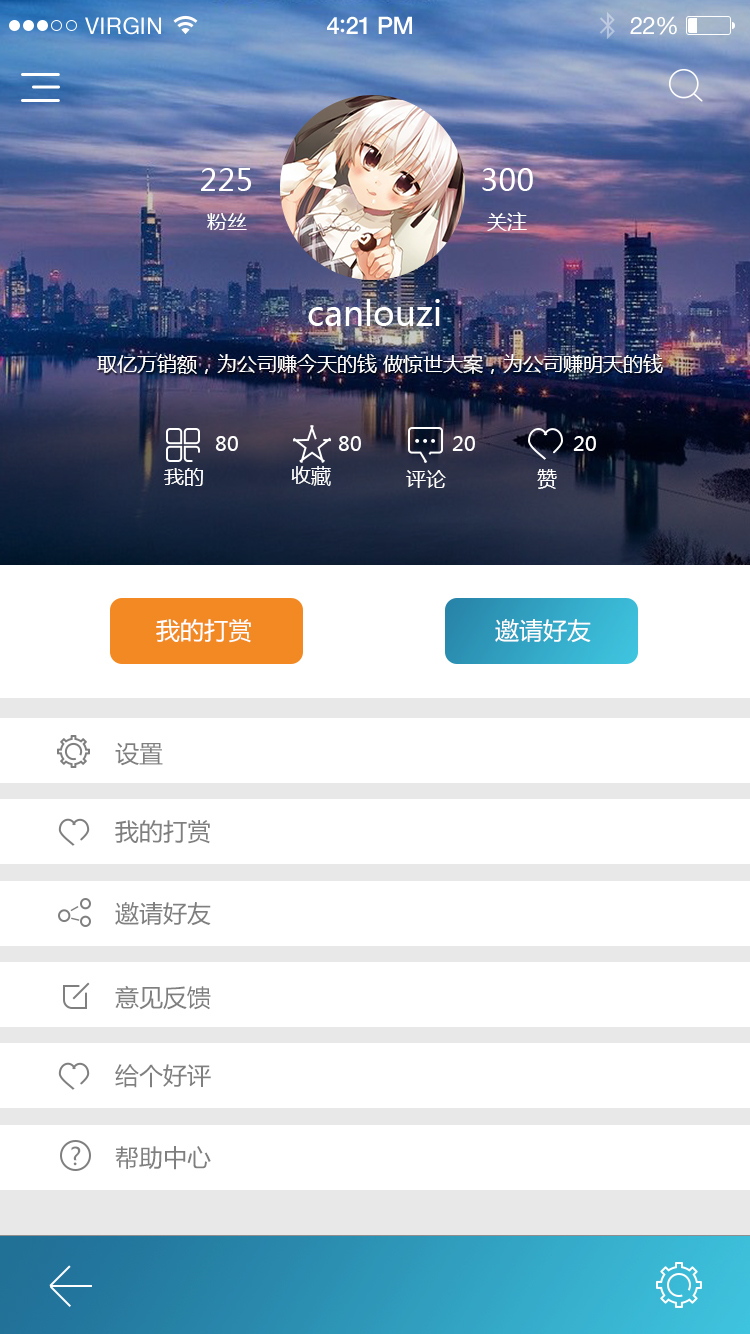 VIRGIN 4:21 PM 22%
225 300
粉丝 关注
canlouzi
取亿万销额，为公司赚今天的钱 做惊世大案，为公司赚明天的钱
80 80 20 20
我的 收藏 评论 赞
我的打赏 邀请好友
设置
我的打赏
邀请好友
意见反馈
给个好评
帮助中心